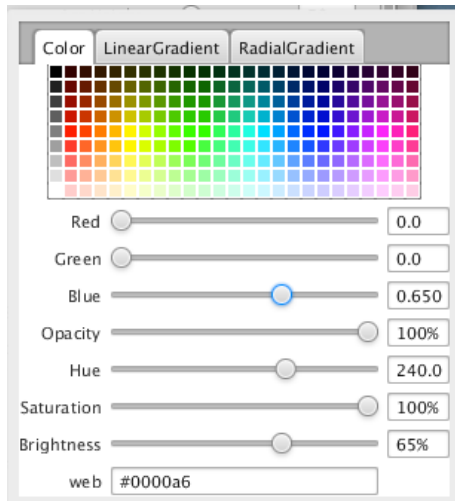 Color LinearGradient RadialGradient
Red 0.0
Green 0.0
Blue 0.650
Opacity 100%
Hue 240.0
Saturation 100%
Brightness 65%
web #0000a6